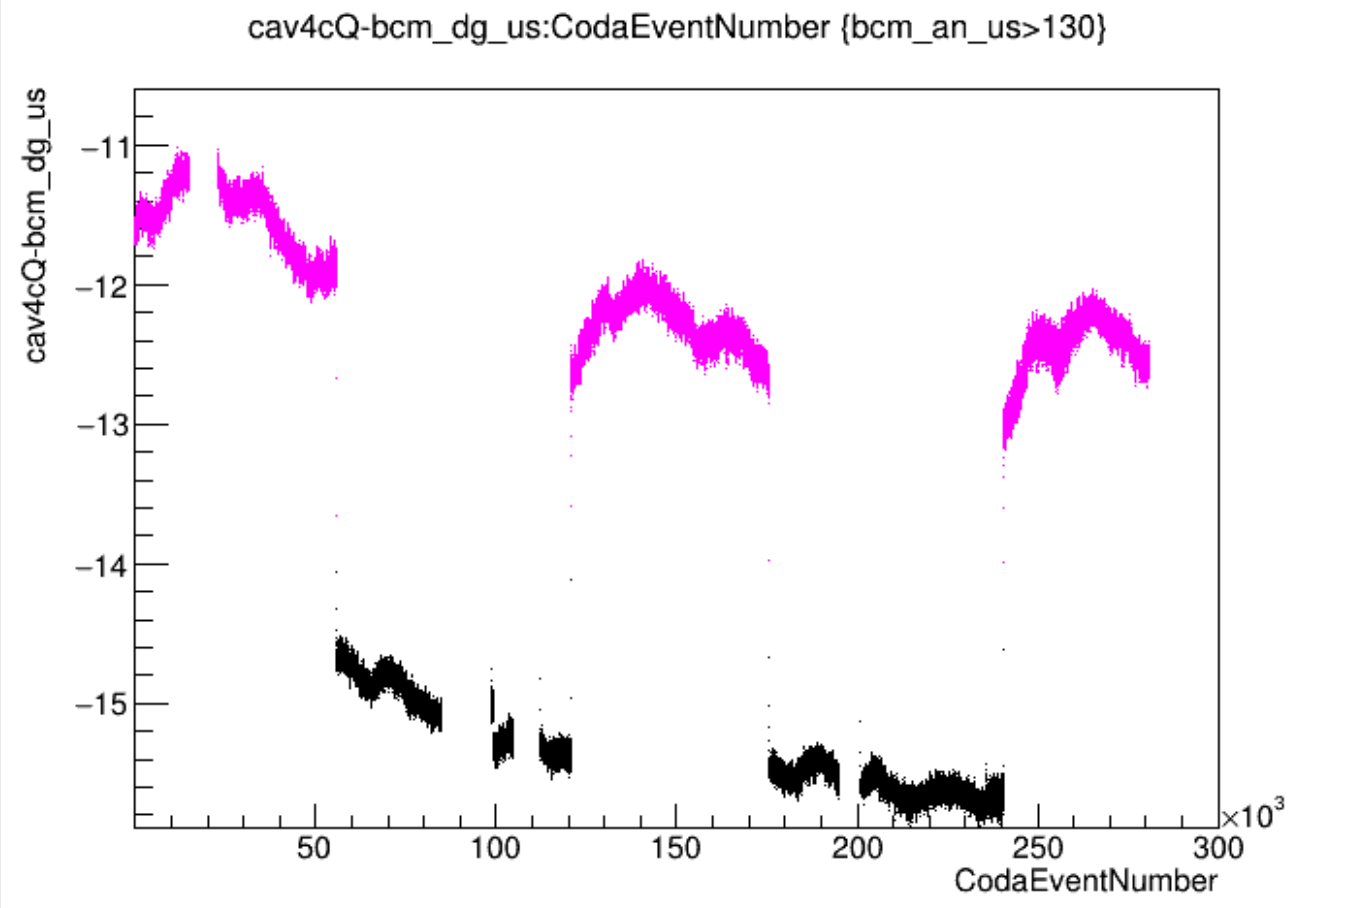 cav4cQ-bcm_dg_us:CodaEventNumber {bcm_an_us>130}
cav4cQ-bcm_dg_us
−11
−12
−13
−14
−15
50 100 150 200 250 300
×10³
CodaEventNumber